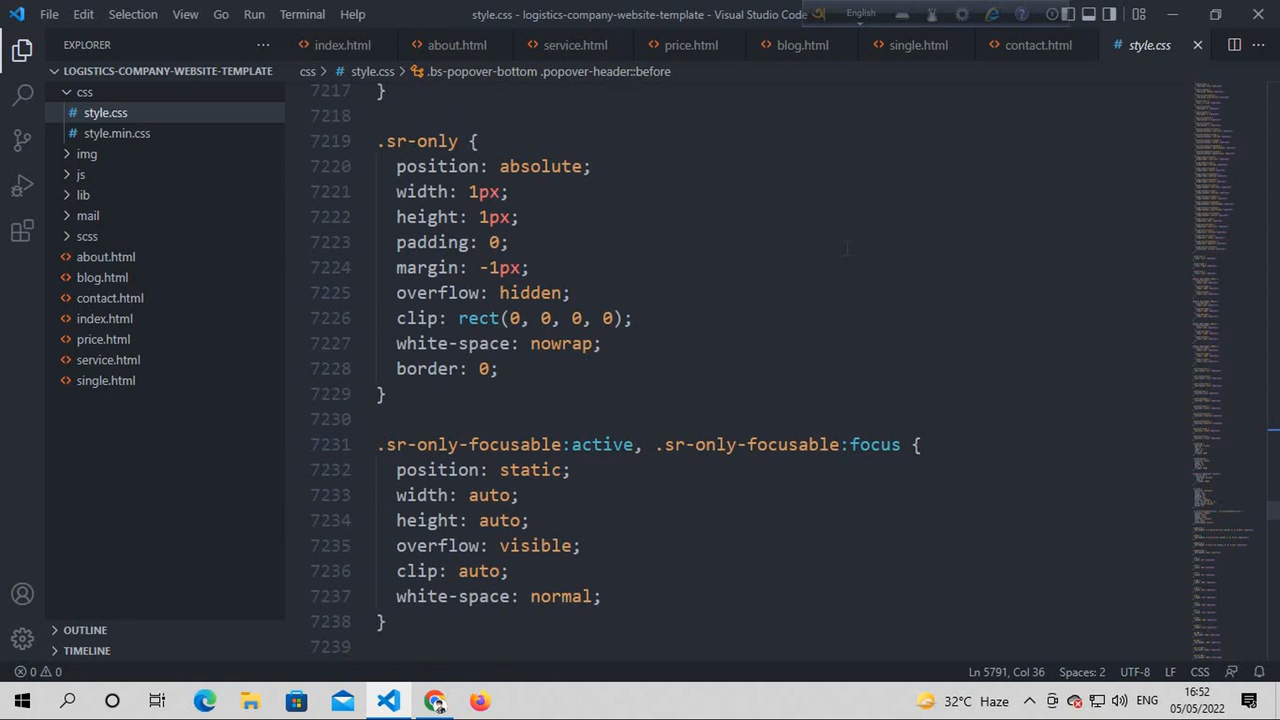 File Edit Selection View Go Run Terminal Help
style.css - logistics-company-website-template - Visual Studio Code
English
EXPLORER
index.html about.html service.html price.html blog.html single.html contact.html style.css
LOGISTICS-COMPANY-WEBSITE-TEMPLATE
css > style.css > .bs-popover-bottom .popover-header::before
css
style.css
style.min.css
img
js
lib
mail
scss
about.html
blog.html
contact.html
index.html
price.html
service.html
single.html
OUTLINE
TIMELINE
7217 }
7218
7219 .sr-only {
7220 position: absolute;
7221 width: 1px;
7222 height: 1px;
7223 padding: 0;
7224 margin: -1px;
7225 overflow: hidden;
7226 clip: rect(0, 0, 0, 0);
7227 white-space: nowrap;
7228 border: 0;
7229 }
7230
7231 .sr-only-focusable:active, .sr-only-focusable:focus {
7232 position: static;
7233 width: auto;
7234 height: auto;
7235 overflow: visible;
7236 clip: auto;
7237 white-space: normal;
7238 }
7239
0 0
Ln 5791, Col 36 Spaces: 2 UTF-8 LF CSS
32°C Haze
ENG
16:52
05/05/2022